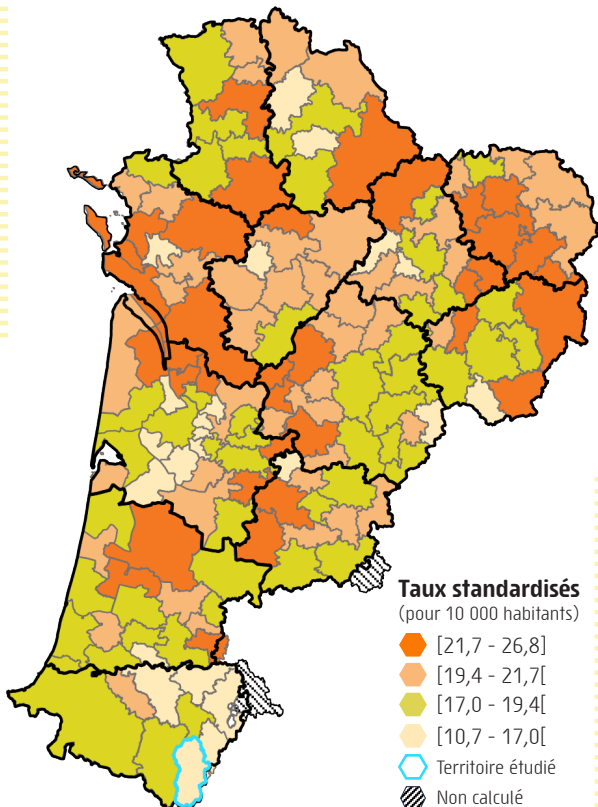 Taux standardisés
(pour 10 000 habitants)
[21,7 - 26,8]
[19,4 - 21,7[
[17,0 - 19,4[
[10,7 - 17,0[
Territoire étudié
Non calculé